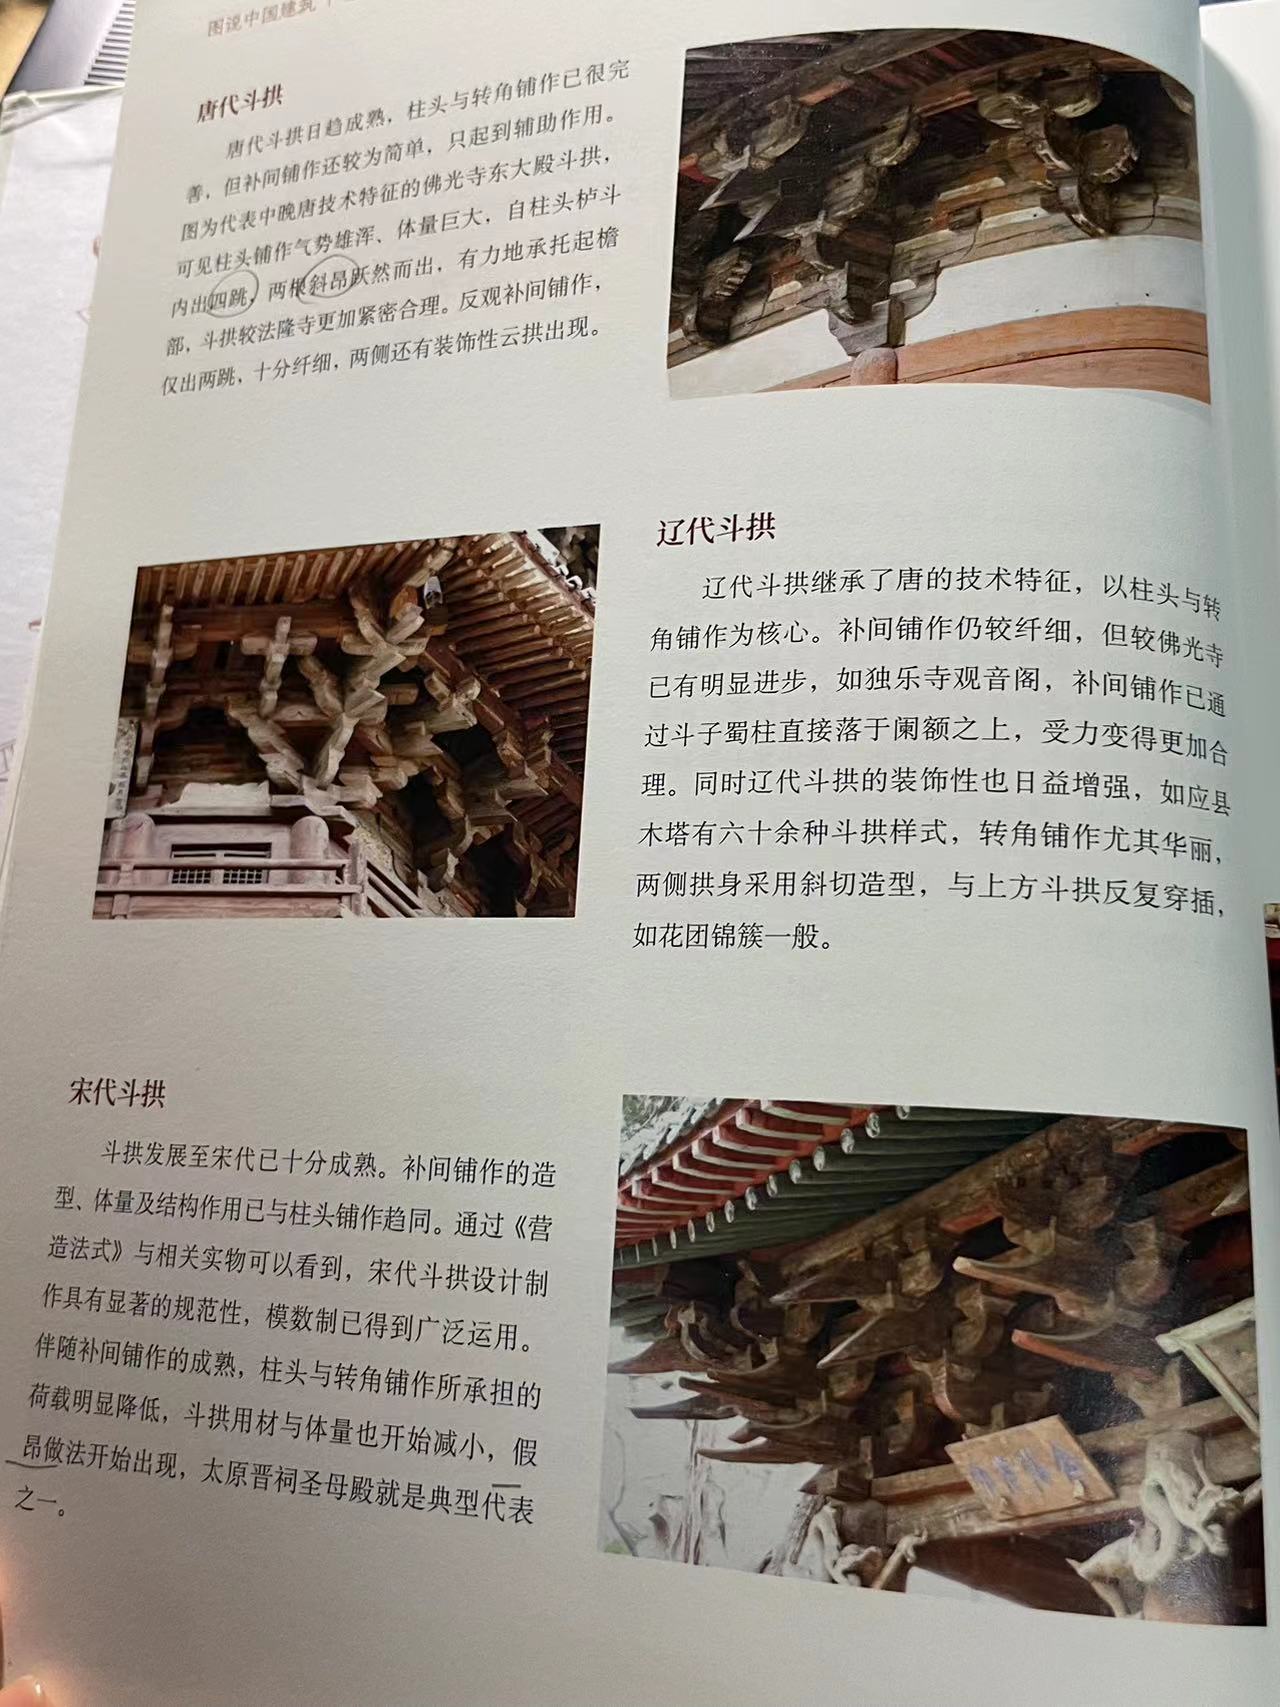 图说中国建筑
唐代斗拱
唐代斗拱日趋成熟，柱头与转角铺作已很完
善，但补间铺作还较为简单，只起到辅助作用。
图为代表中晚唐技术特征的佛光寺东大殿斗拱，
可见柱头铺作气势雄浑、体量巨大，自柱头栌斗
内出四跳，两根斜昂跃然而出，有力地承托起檐
部，斗拱较法隆寺更加紧密合理。反观补间铺作，
仅出两跳，十分纤细，两侧还有装饰性云拱出现。
辽代斗拱
辽代斗拱继承了唐的技术特征，以柱头与转
角铺作为核心。补间铺作仍较纤细，但较佛光寺
已有明显进步，如独乐寺观音阁，补间铺作已通
过斗子蜀柱直接落于阑额之上，受力变得更加合
理。同时辽代斗拱的装饰性也日益增强，如应县
木塔有六十余种斗拱样式，转角铺作尤其华丽，
两侧拱身采用斜切造型，与上方斗拱反复穿插，
如花团锦簇一般。
宋代斗拱
斗拱发展至宋代已十分成熟。补间铺作的造
型、体量及结构作用已与柱头铺作趋同。通过《营
造法式》与相关实物可以看到，宋代斗拱设计制
作具有显著的规范性，模数制已得到广泛运用。
伴随补间铺作的成熟，柱头与转角铺作所承担的
荷载明显降低，斗拱用材与体量也开始减小，假
昂做法开始出现，太原晋祠圣母殿就是典型代表
之一。